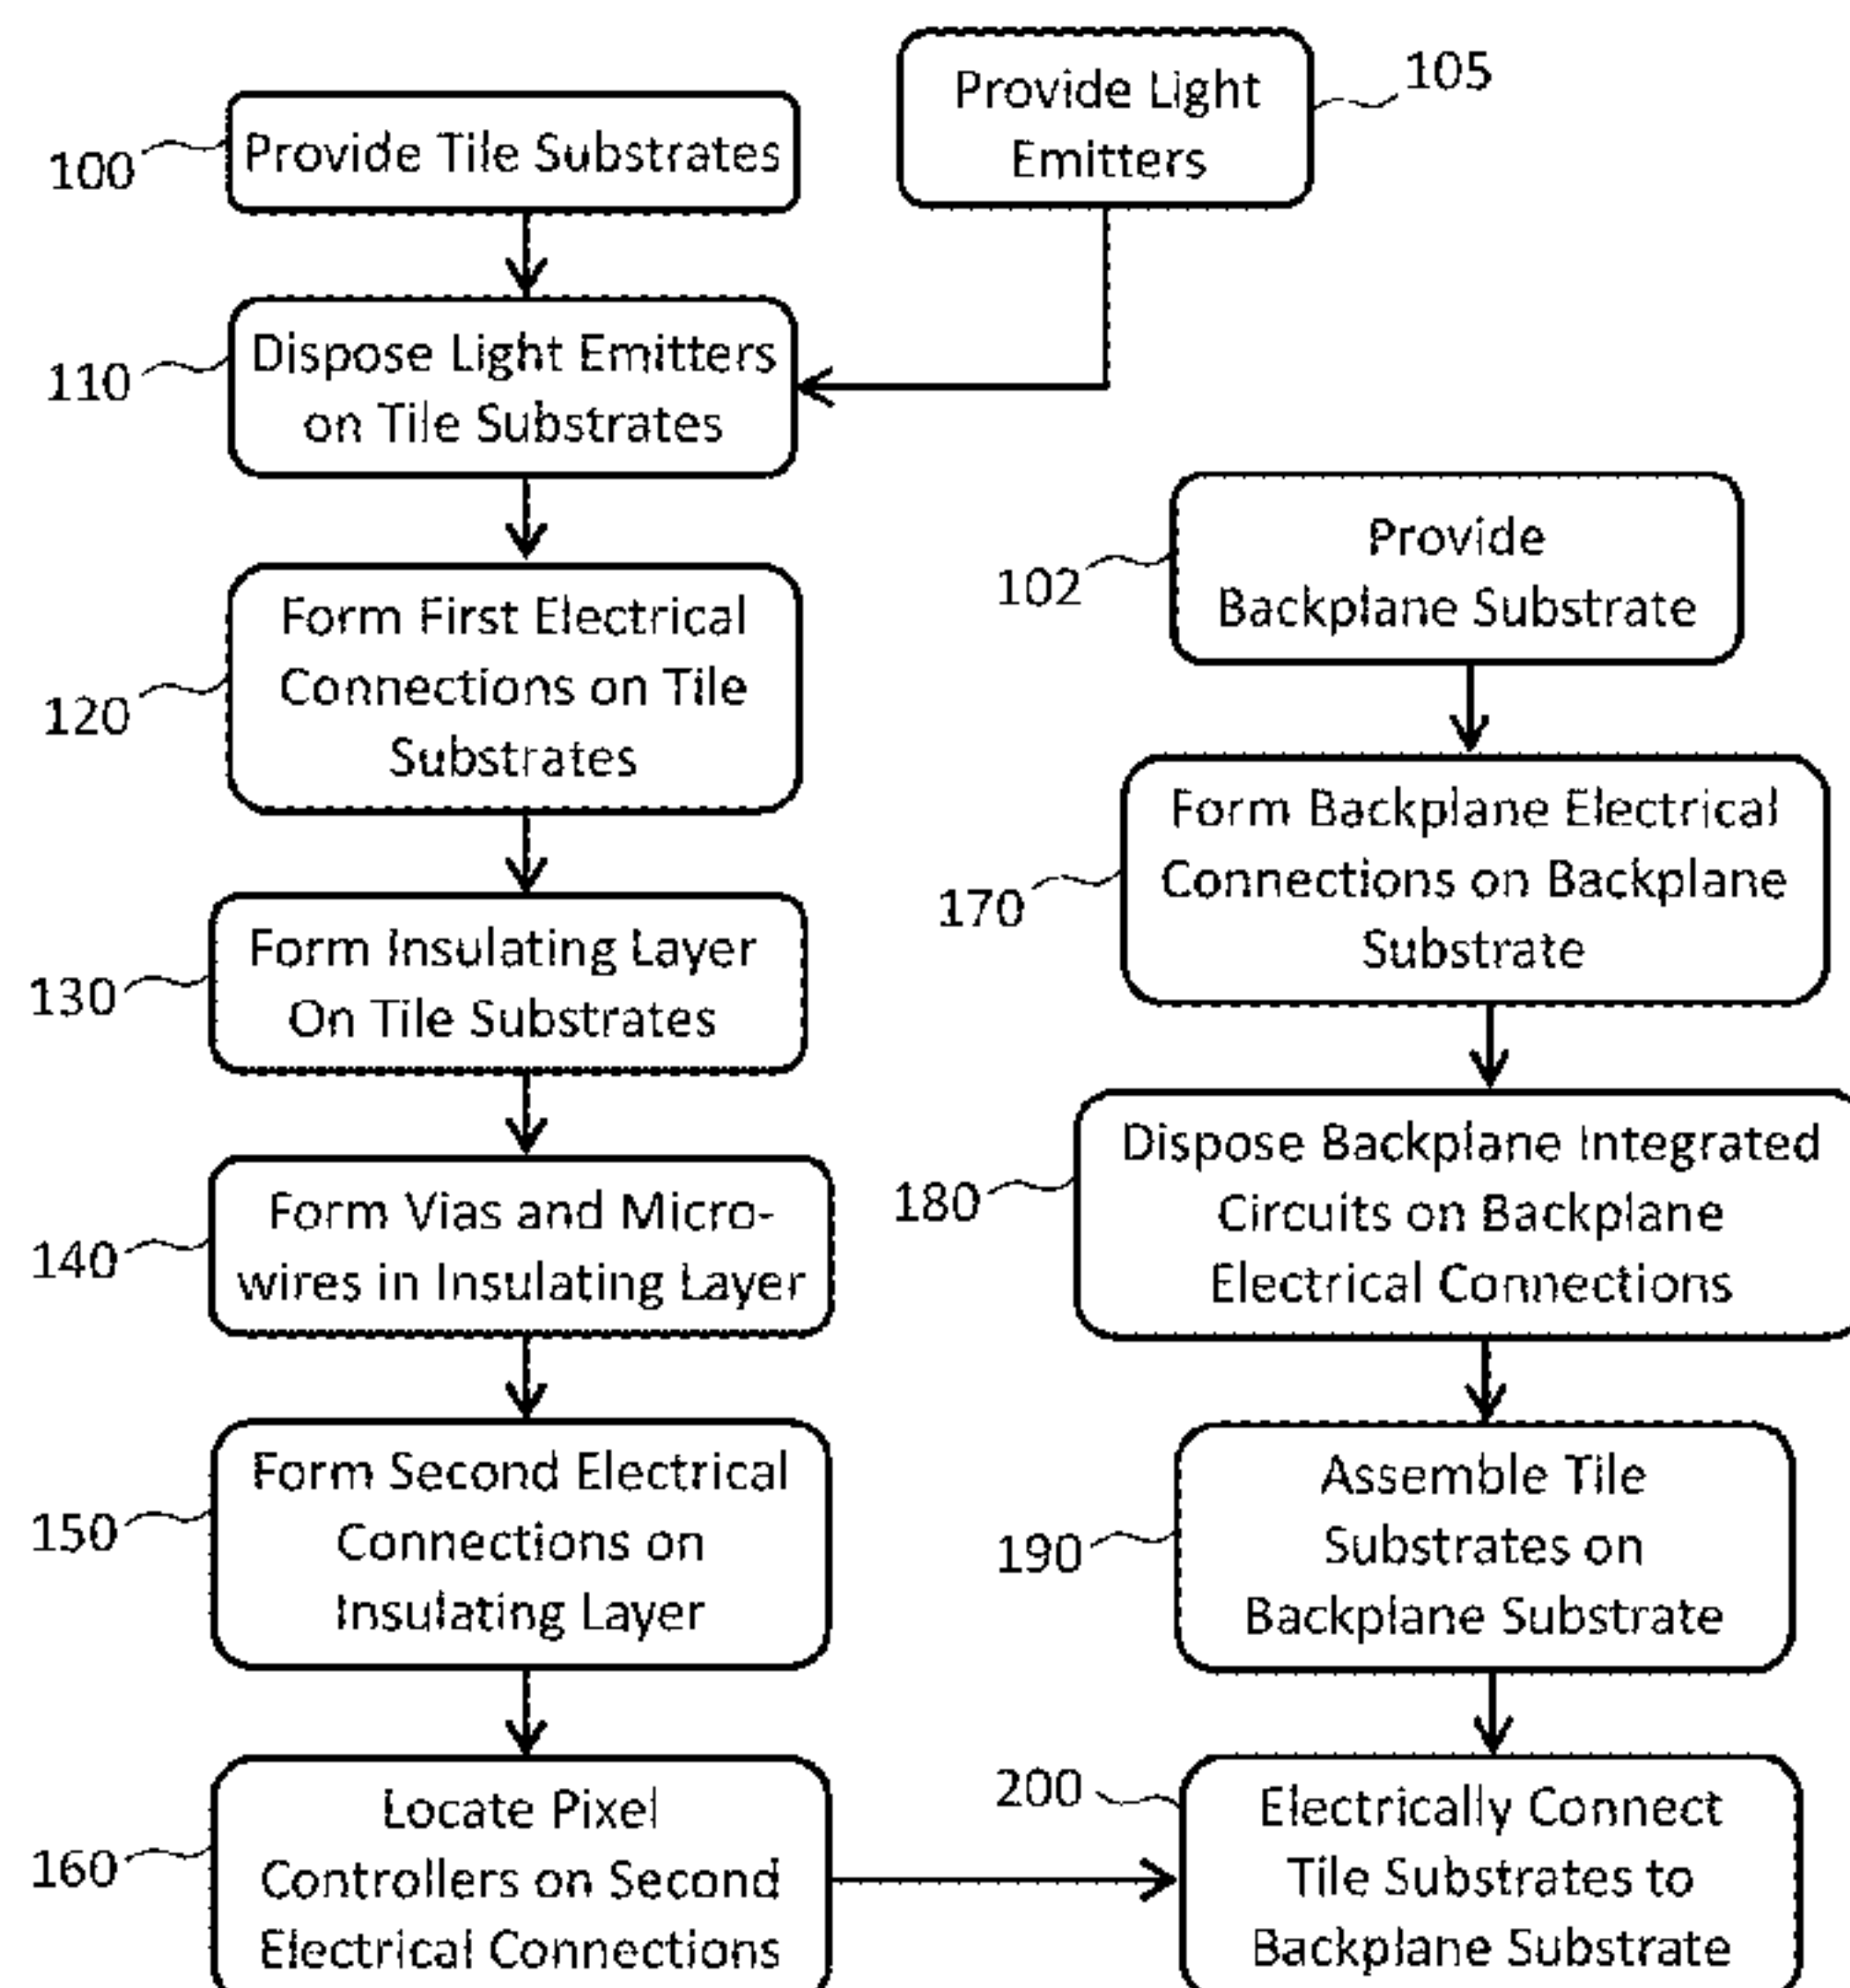 100
Provide Tile Substrates
Provide Light
Emitters
105
110
Dispose Light Emitters
on Tile Substrates
120
Form First Electrical
Connections on Tile
Substrates
130
Form Insulating Layer
On Tile Substrates
140
Form Vias and Micro-
wires in Insulating Layer
150
Form Second Electrical
Connections on
Insulating Layer
160
Locate Pixel
Controllers on Second
Electrical Connections
102
Provide
Backplane Substrate
170
Form Backplane Electrical
Connections on Backplane
Substrate
180
Dispose Backplane Integrated
Circuits on Backplane
Electrical Connections
190
Assemble Tile
Substrates on
Backplane Substrate
200
Electrically Connect
Tile Substrates to
Backplane Substrate